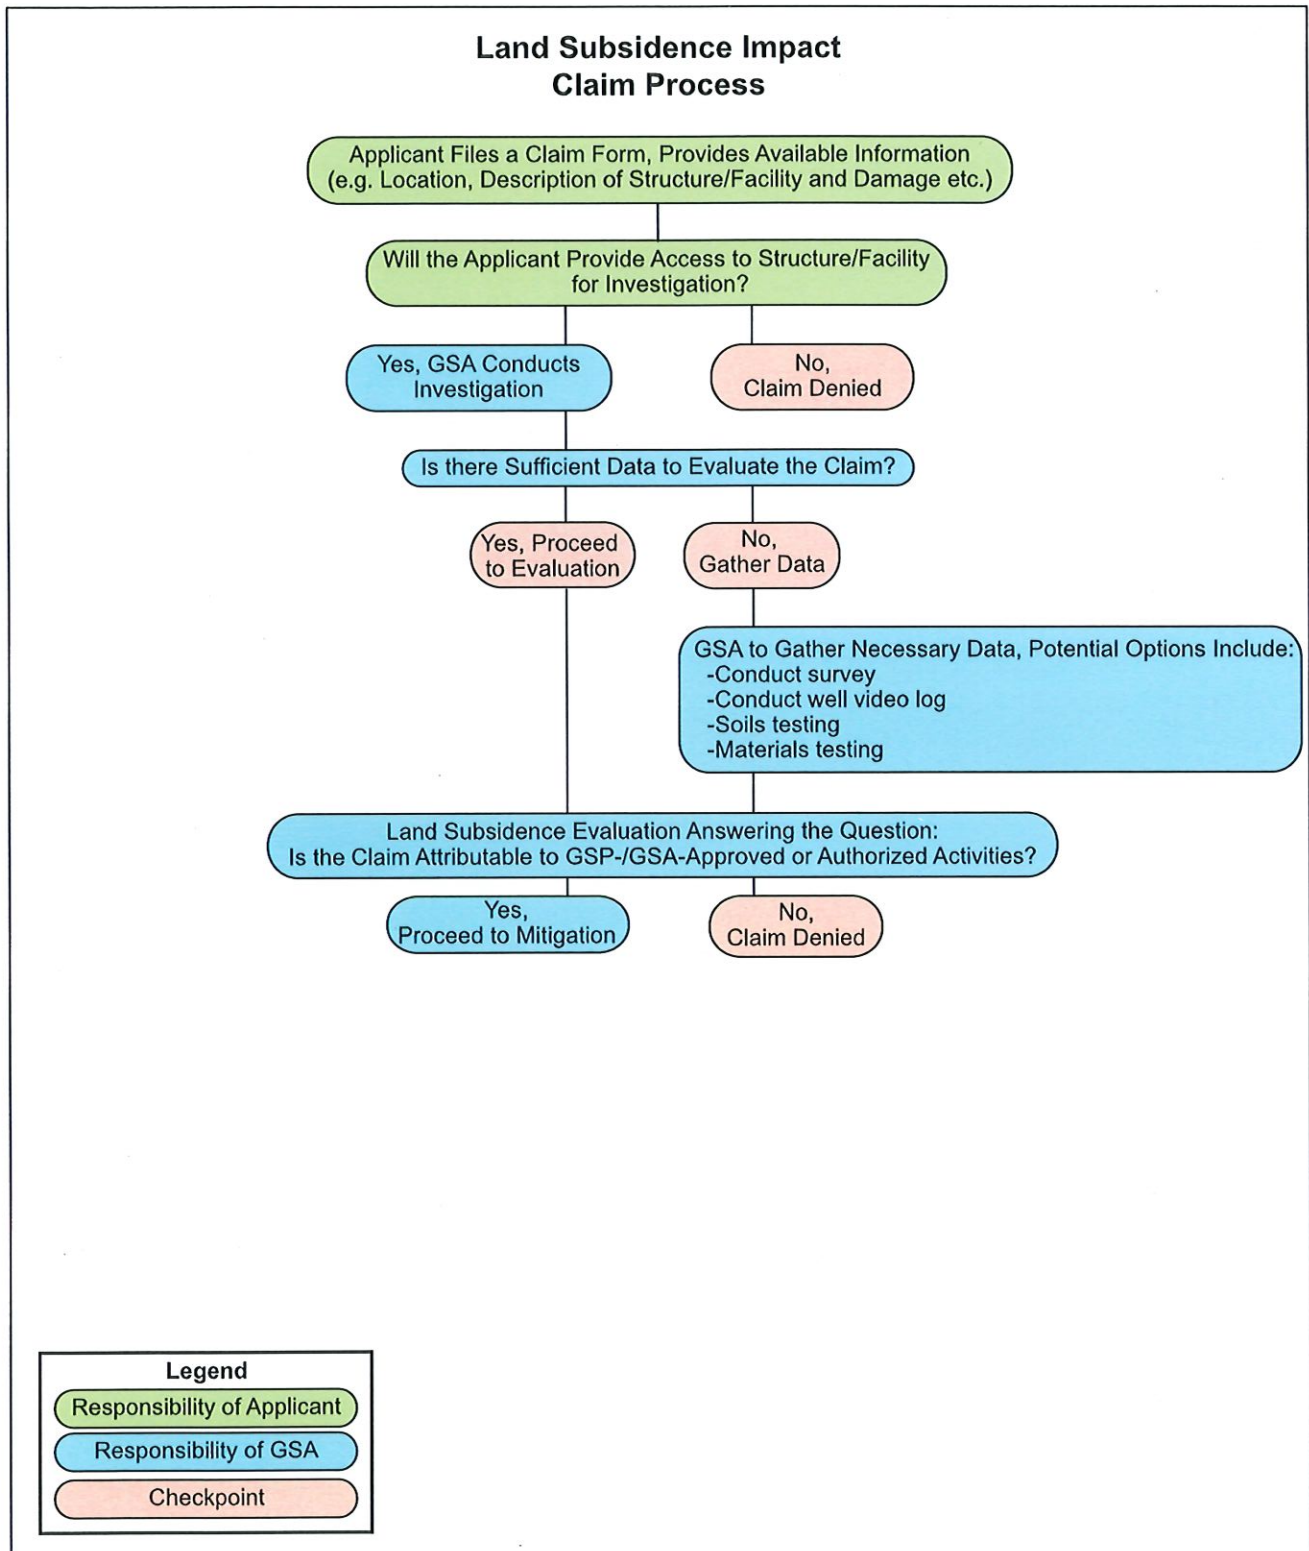 Land Subsidence Impact
Claim Process
Applicant Files a Claim Form, Provides Available Information
(e.g. Location, Description of Structure/Facility and Damage etc.)
Will the Applicant Provide Access to Structure/Facility
for Investigation?
Yes, GSA Conducts
Investigation
No,
Claim Denied
Is there Sufficient Data to Evaluate the Claim?
Yes, Proceed
to Evaluation
No,
Gather Data
GSA to Gather Necessary Data, Potential Options Include:
-Conduct survey
-Conduct well video log
-Soils testing
-Materials testing
Land Subsidence Evaluation Answering the Question:
Is the Claim Attributable to GSP-/GSA-Approved or Authorized Activities?
Yes,
Proceed to Mitigation
No,
Claim Denied
Legend
Responsibility of Applicant
Responsibility of GSA
Checkpoint